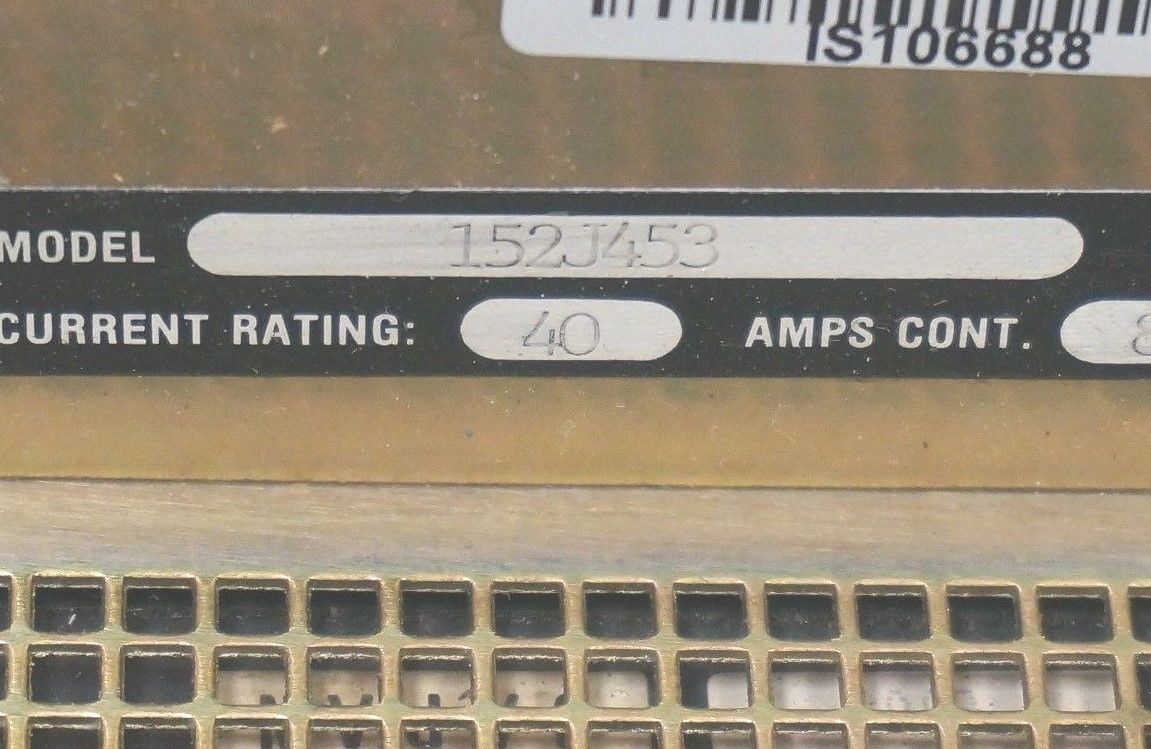 IS106688
MODEL 152J453
CURRENT RATING: 40 AMPS CONT.